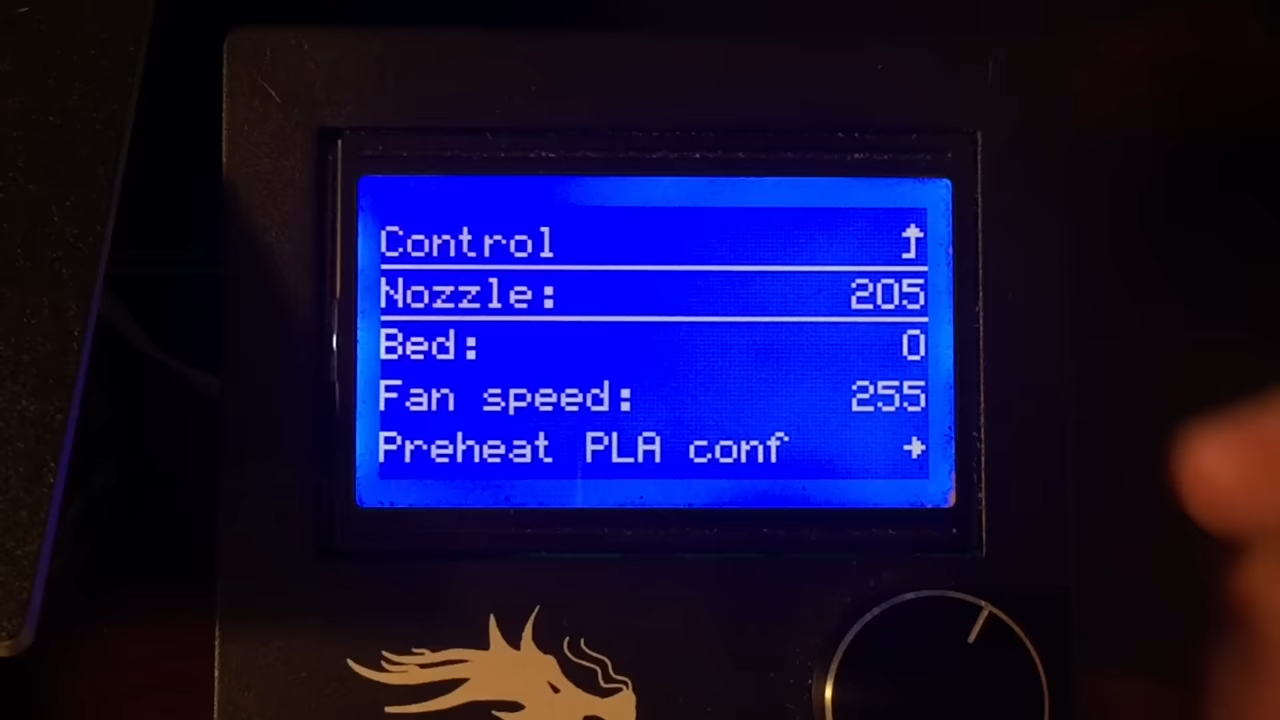 Control
Nozzle: 205
Bed: 0
Fan speed: 255
Preheat PLA conf